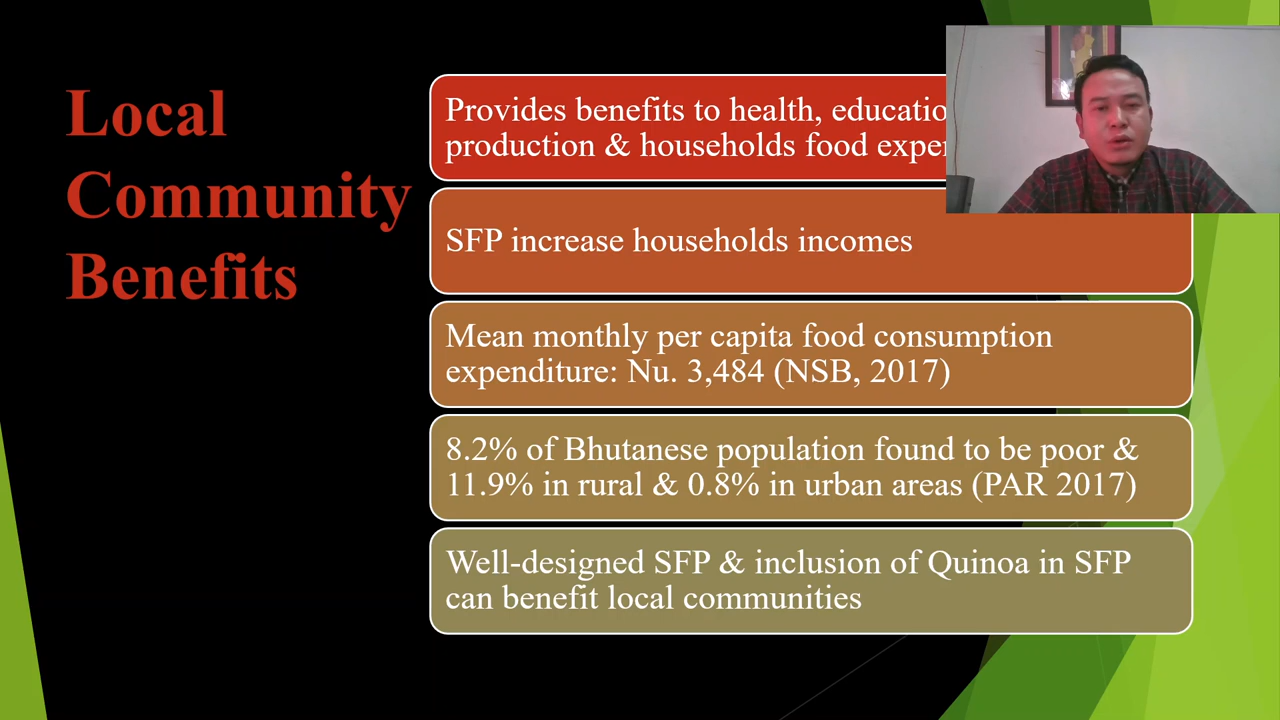 Local
Community
Benefits
Provides benefits to health,
production & households food
SFP increase households incomes
Mean monthly per capita food consumption
expenditure: Nu. 3,484 (NSB, 2017)
8.2% of Bhutanese population found to be poor &
11.9% in rural & 0.8% in urban areas (PAR 2017)
Well-designed SFP & inclusion of Quinoa in SFP
can benefit local communities